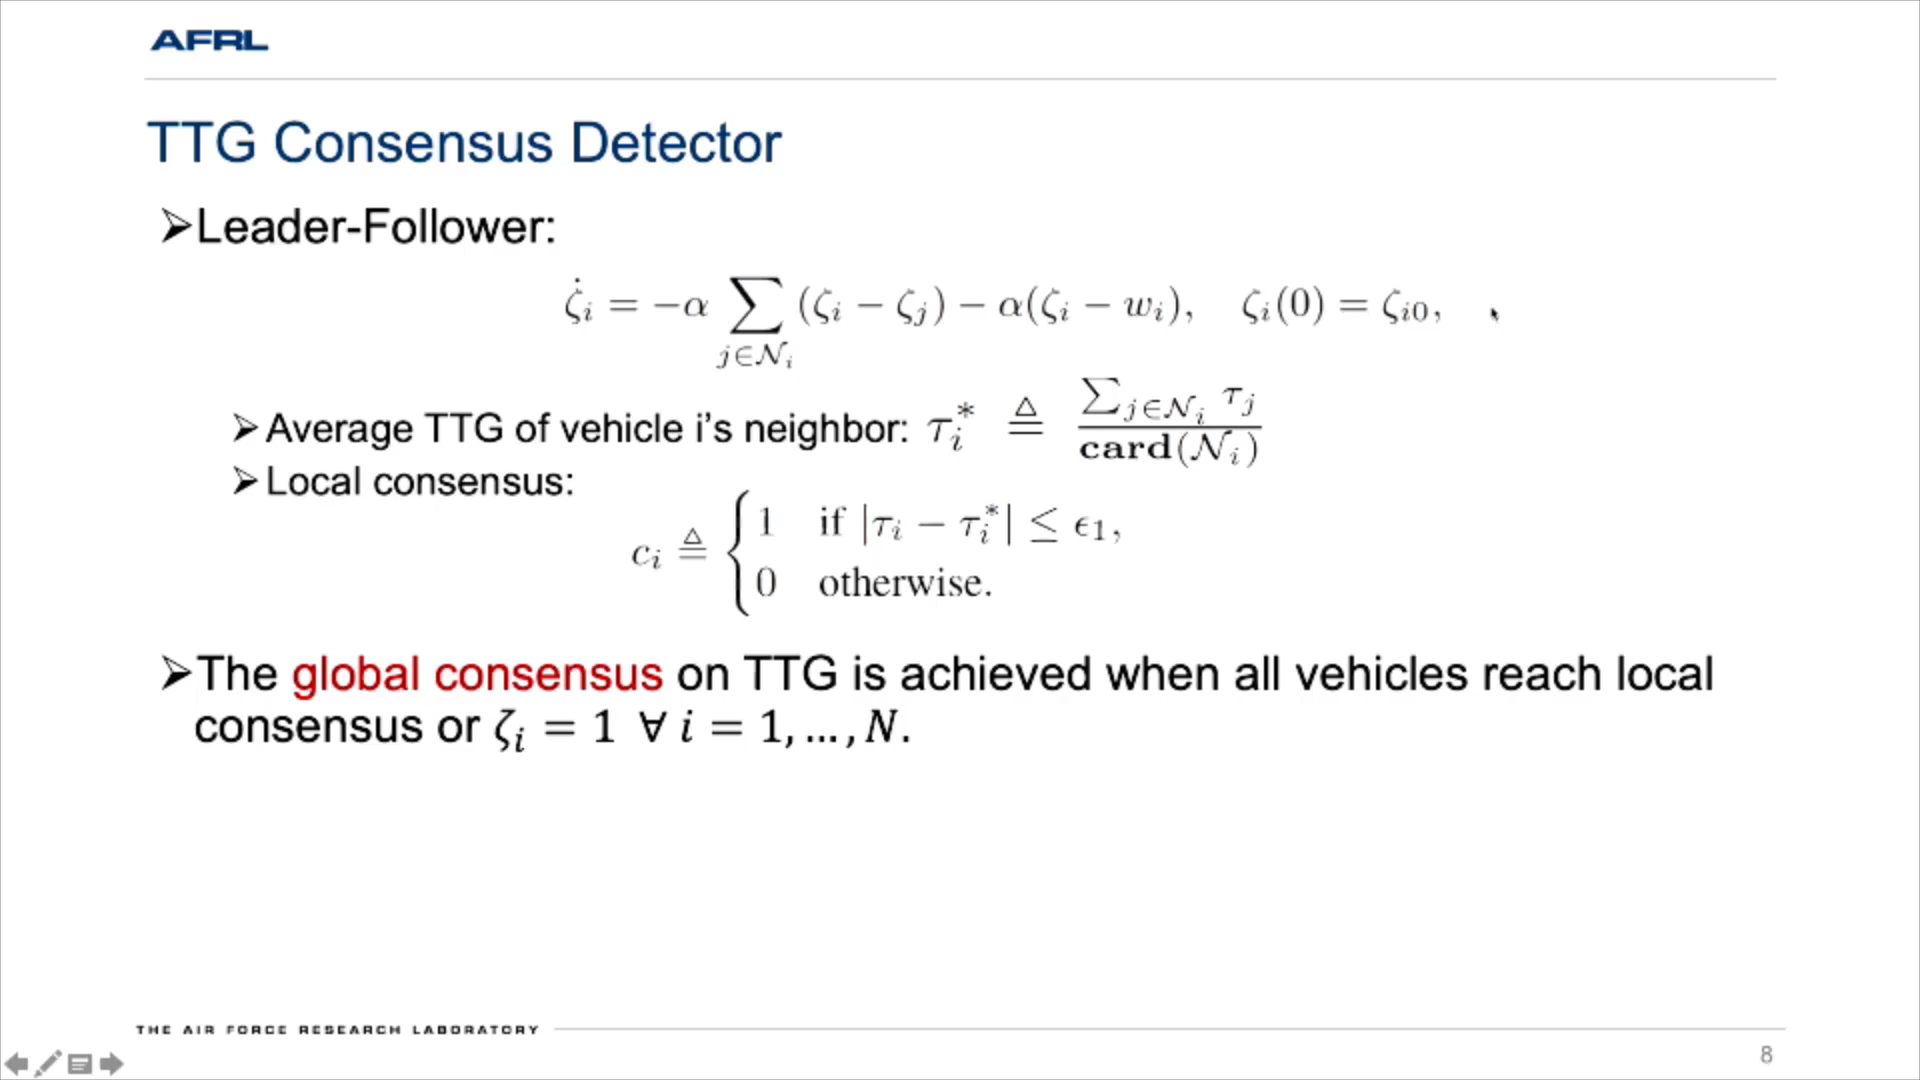 AFRL
TTG Consensus Detector
➢Leader-Follower:
ζ̇ᵢ = −α ∑_{j∈𝒩ᵢ} (ζᵢ − ζⱼ) − α(ζᵢ − wᵢ), ζᵢ(0) = ζᵢ₀,
➢Average TTG of vehicle i's neighbor: τᵢ* ≜ ∑_{j∈𝒩ᵢ} τⱼ / card(𝒩ᵢ)
➢Local consensus:
cᵢ ≜ { 1 if |τᵢ − τᵢ*| ≤ ϵ₁,
0 otherwise.
➢The global consensus on TTG is achieved when all vehicles reach local
consensus or ζᵢ = 1 ∀ i = 1, … , N.
THE AIR FORCE RESEARCH LABORATORY
8